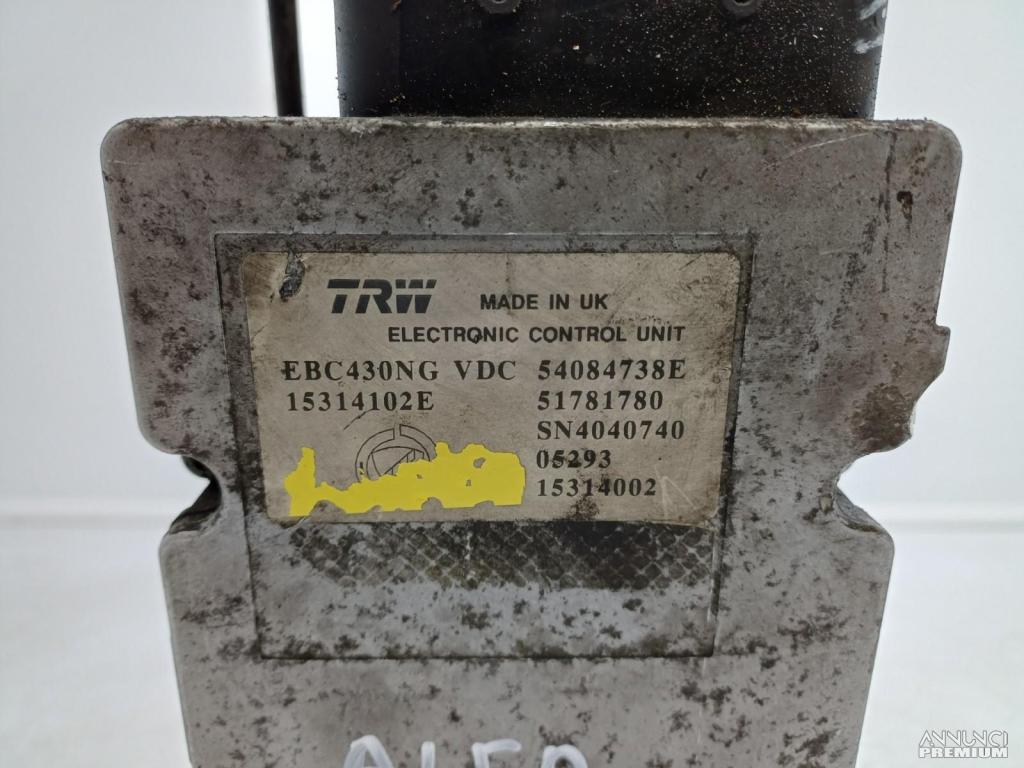 TRW MADE IN UK
ELECTRONIC CONTROL UNIT
EBC430NG VDC 54084738E
15314102E 51781780
SN4040740
05293
15314002
ANNUNCI
PREMIUM